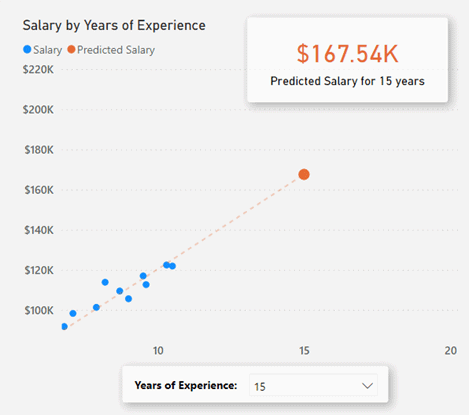 Salary by Years of Experience
Salary Predicted Salary
$167.54K
Predicted Salary for 15 years
$220K
$200K
$180K
$160K
$140K
$120K
$100K
10 15 20
Years of Experience: 15